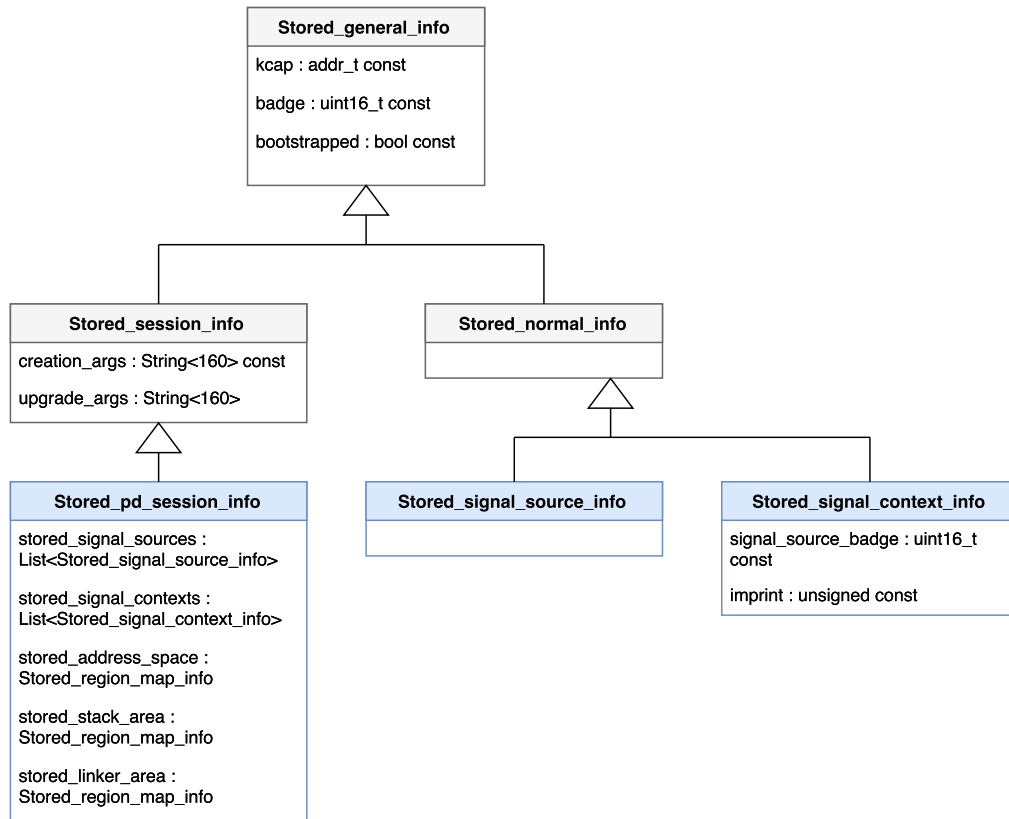 Stored_general_info
kcap : addr_t const
badge : uint16_t const
bootstrapped : bool const
Stored_session_info
creation_args : String<160> const
upgrade_args : String<160>
Stored_normal_info
Stored_pd_session_info
stored_signal_sources :
List<Stored_signal_source_info>
stored_signal_contexts :
List<Stored_signal_context_info>
stored_address_space :
Stored_region_map_info
stored_stack_area :
Stored_region_map_info
stored_linker_area :
Stored_region_map_info
Stored_signal_source_info
Stored_signal_context_info
signal_source_badge : uint16_t
const
imprint : unsigned const